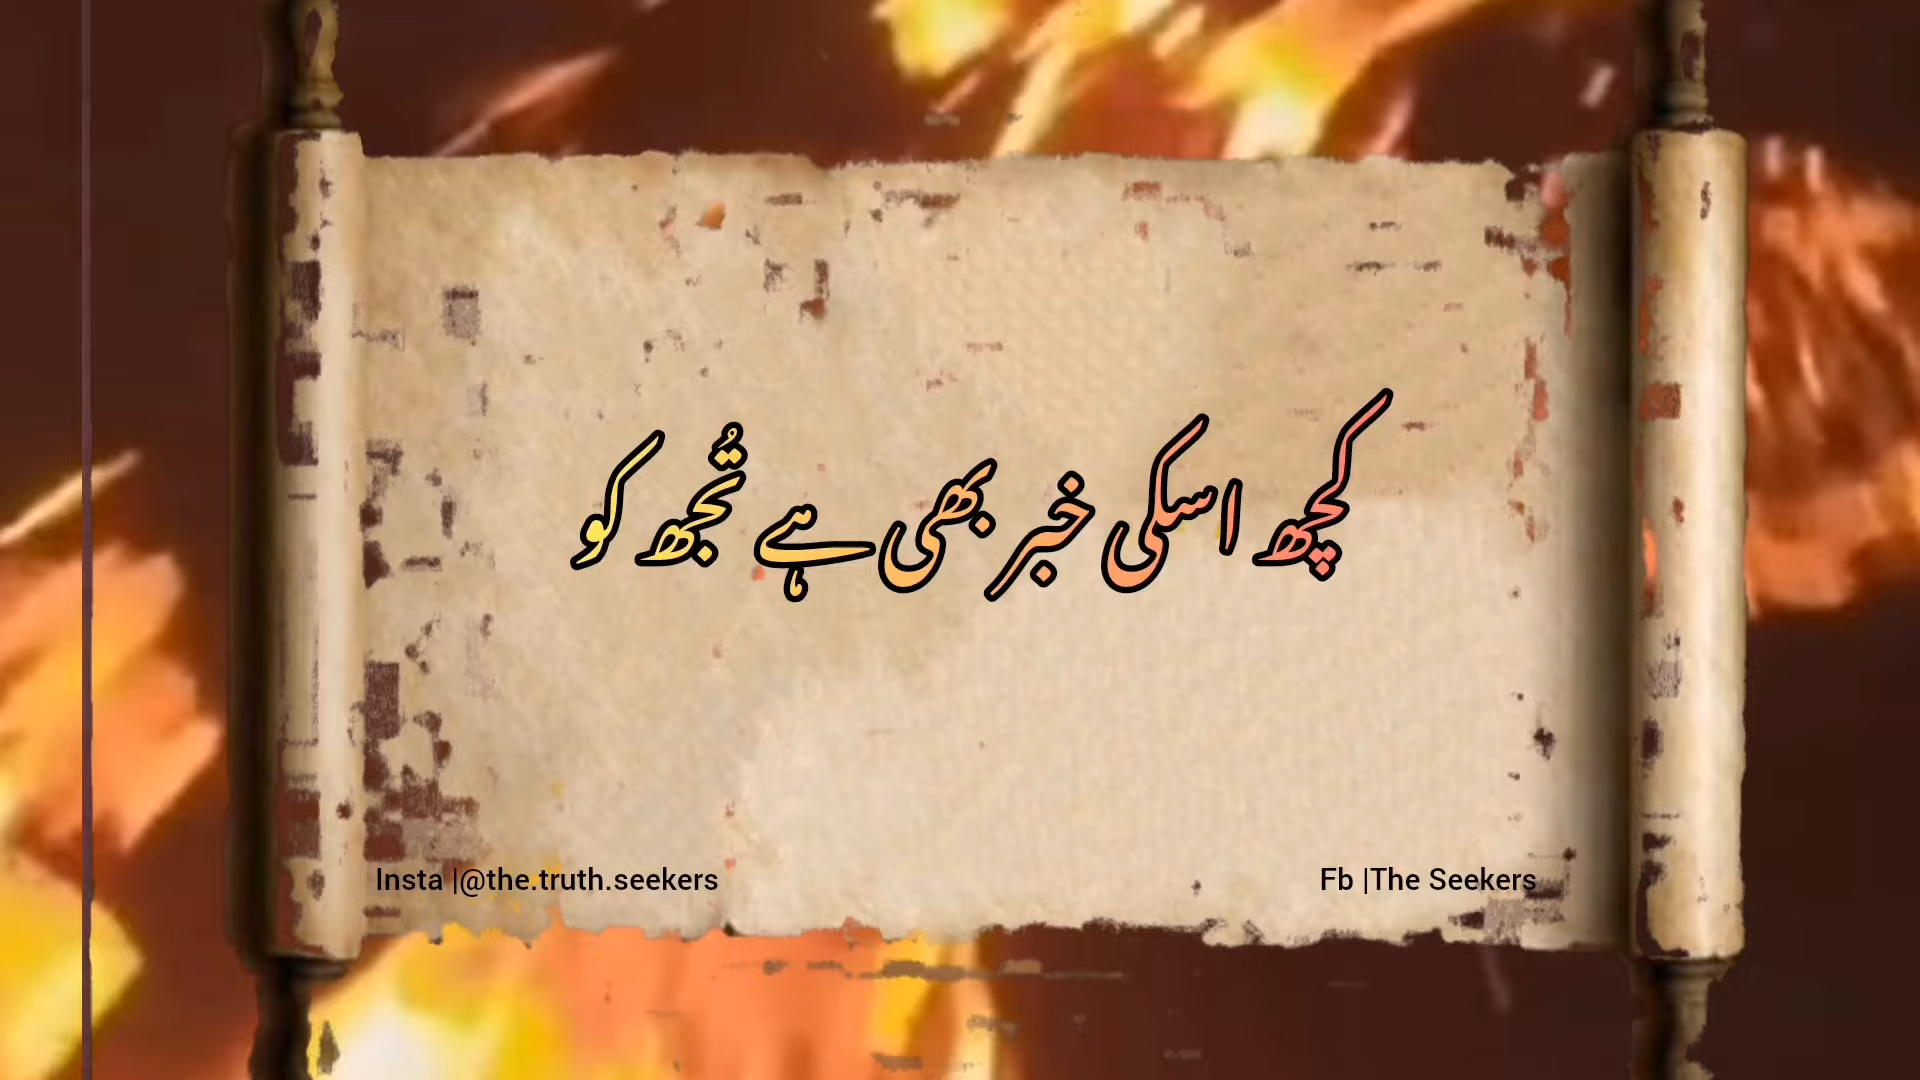 کچھ اسکی خبر بھی ہے تُجھ کو
Insta |@the.truth.seekers
Fb |The Seekers